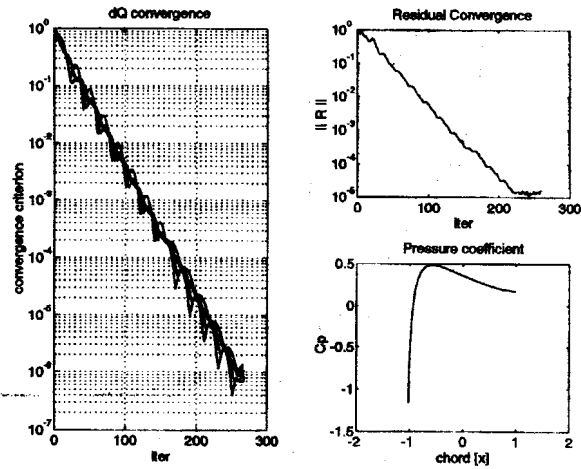 dQ convergence
convergence criterion
10^0
10^-1
10^-2
10^-3
10^-4
10^-5
10^-6
10^-7
0 100 200 300
Iter
Residual Convergence
|| R ||
10^0
10^-1
10^-2
10^-3
10^-4
10^-5
0 100 200 300
Iter
Pressure coefficient
Cp
0.5
0
-0.5
-1
-1.5
-2 -1 0 1 2
chord [x]